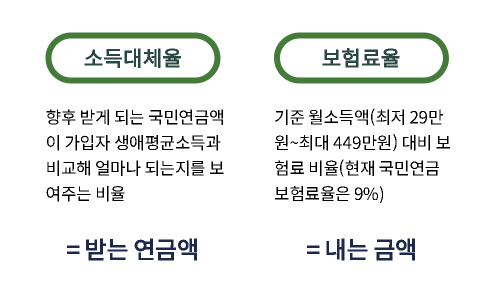 소득대체율
향후 받게 되는 국민연금액
이 가입자 생애평균소득과
비교해 얼마나 되는지를 보
여주는 비율
= 받는 연금액
보험료율
기준 월소득액(최저 29만
원~최대 449만원) 대비 보
험료 비율(현재 국민연금
보험료율은 9%)
= 내는 금액